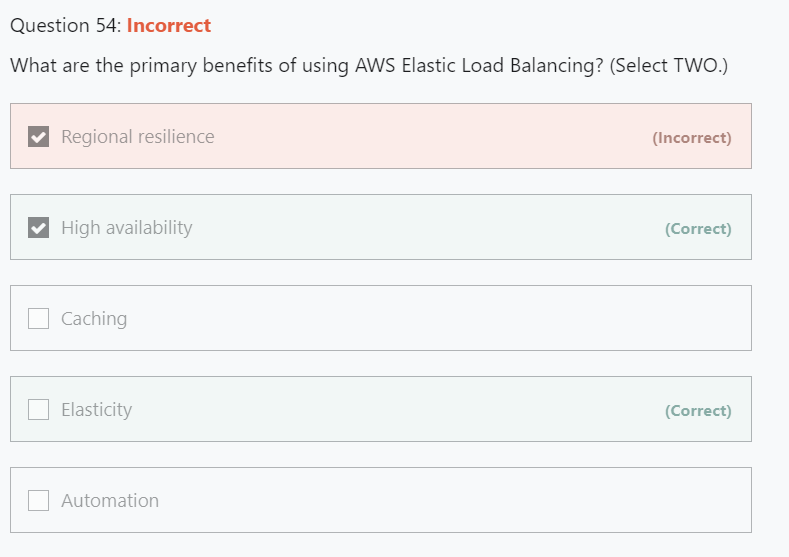 Question 54: Incorrect
What are the primary benefits of using AWS Elastic Load Balancing? (Select TWO.)
Regional resilience (Incorrect)
High availability (Correct)
Caching
Elasticity (Correct)
Automation